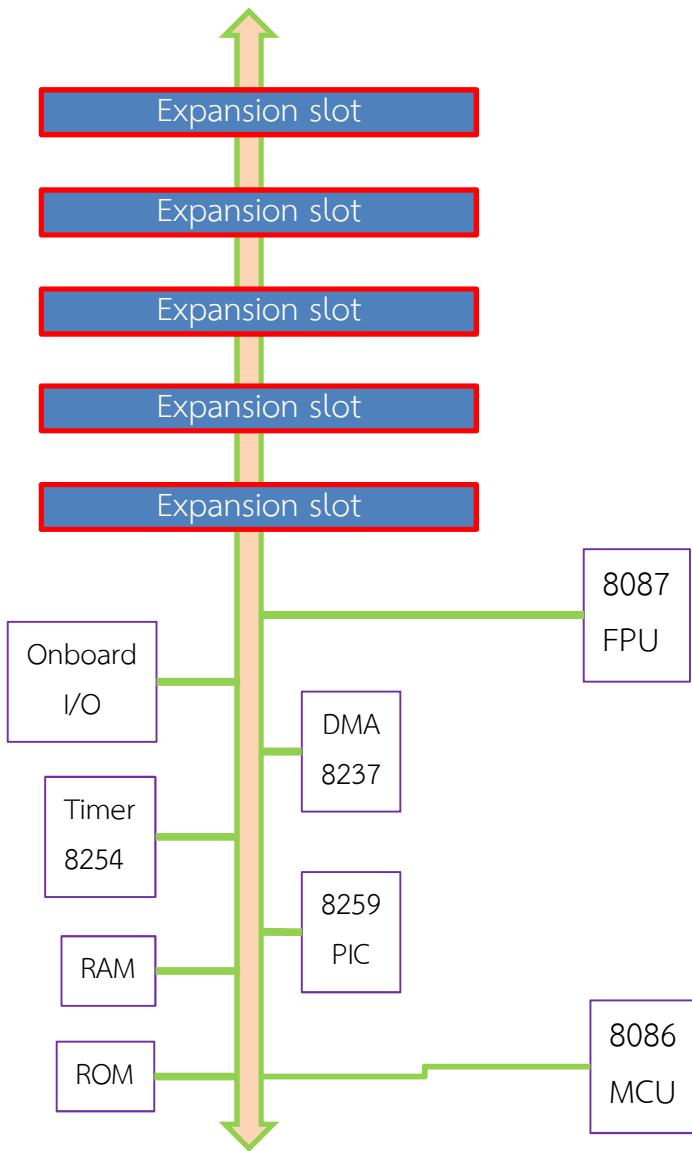 Expansion slot
Expansion slot
Expansion slot
Expansion slot
Expansion slot
8087
FPU
Onboard
I/O
DMA
8237
Timer
8254
8259
PIC
RAM
ROM
8086
MCU